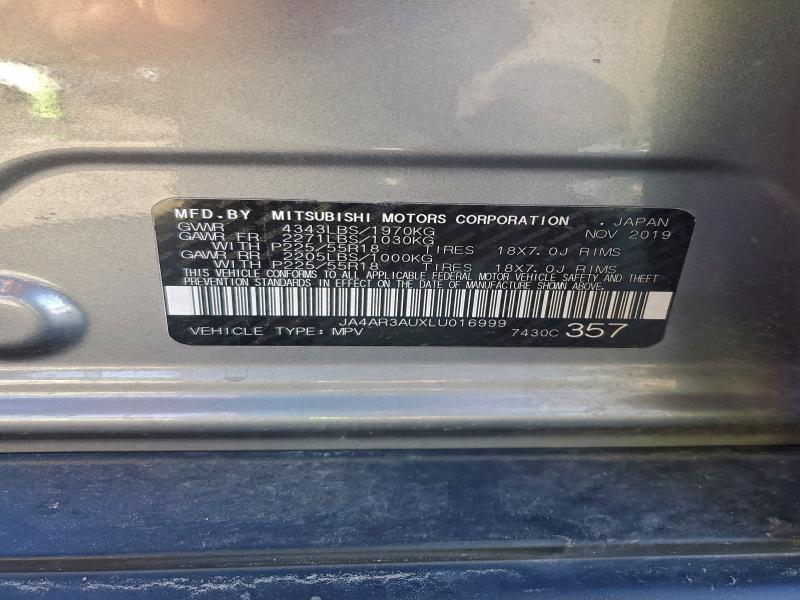 MFD.BY MITSUBISHI MOTORS CORPORATION . JAPAN
GVWR 4343LBS/1970KG NOV 2019
GAWR FR 2271LBS/1030KG
WITH P225/55R18 TIRES 18X7.0J RIMS
GAWR RR 2205LBS/1000KG
WITH P225/55R18 TIRES 18X7.0J RIMS
THIS VEHICLE CONFORMS TO ALL APPLICABLE FEDERAL MOTOR VEHICLE SAFETY AND THEFT
PREVENTION STANDARDS IN EFFECT ON THE DATE OF MANUFACTURE SHOWN ABOVE.
JA4AR3AUXLU016999
VEHICLE TYPE: MPV 7430C 357